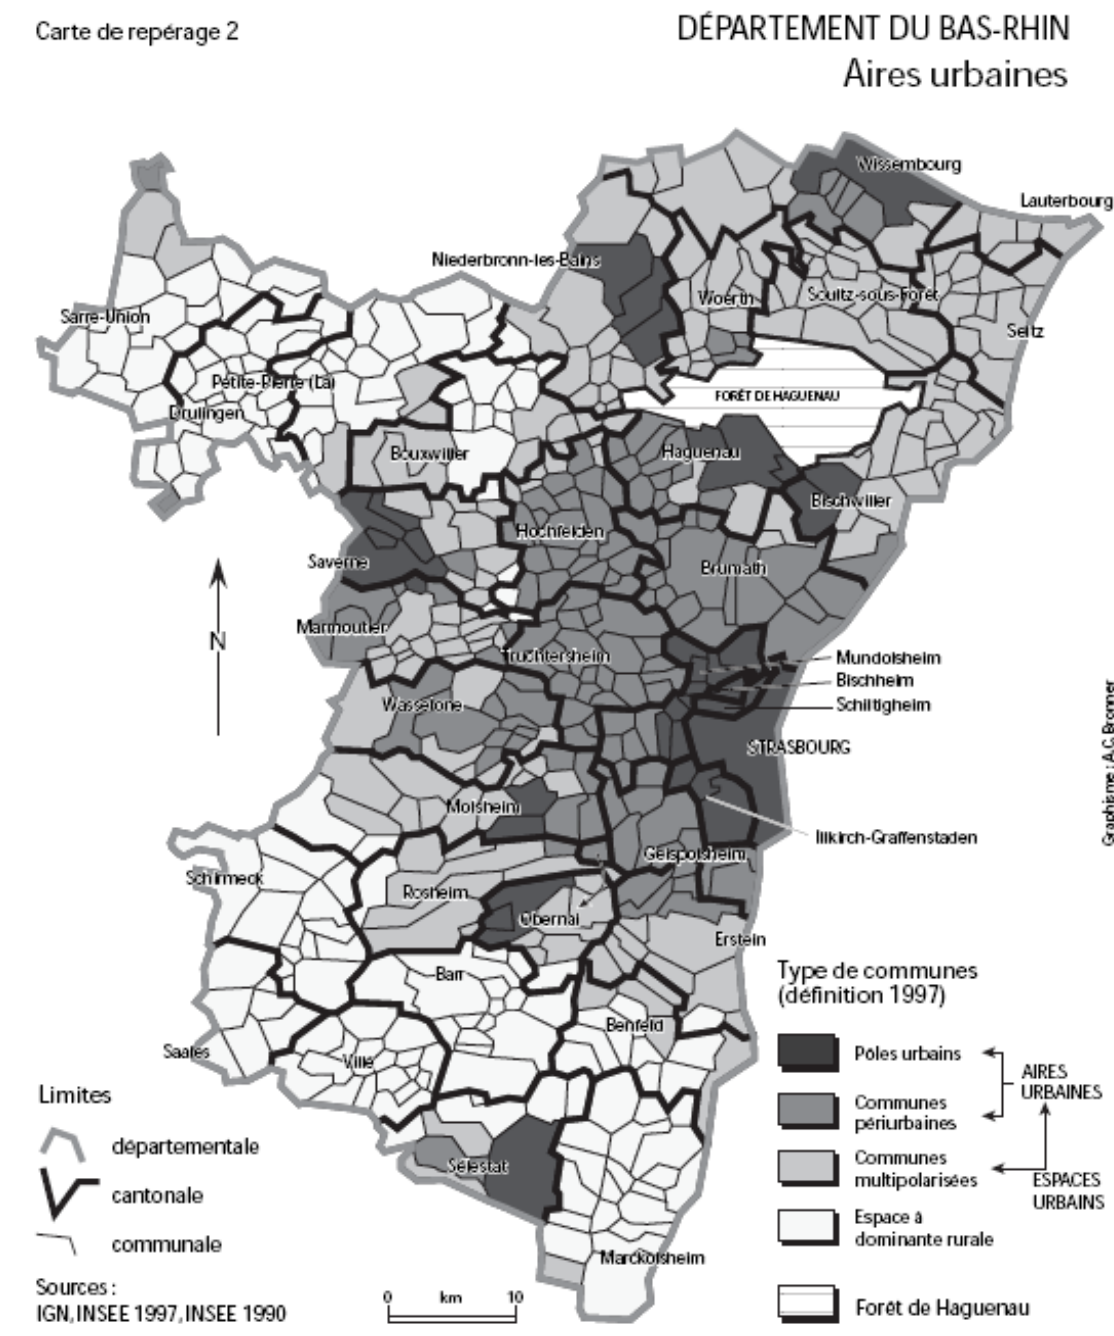 Carte de repérage 2
DÉPARTEMENT DU BAS-RHIN
Aires urbaines
Wissembourg
Lauterbourg
Niederbronn-les-Bains
Woerth
Soultz-sous-Forêt
Seltz
Sarre-Union
Petite-Pierre (La)
Drulingen
FORÊT DE HAGUENAU
Bouxwiller
Haguenau
Bischwiller
Hochfelden
Saverne
Brumath
N
Marmoutier
Truchtersheim
Mundolsheim
Bischheim
Schiltigheim
Wasselone
STRASBOURG
Graphisme : A.C. Bronner
Molsheim
Illkirch-Graffenstaden
Geispolsheim
Schirmeck
Rosheim
Obernai
Erstein
Barr
Benfeld
Saales
Villé
Sélestat
Marckolsheim
Type de communes
(définition 1997)
Pôles urbains
Communes
périurbaines
Communes
multipolarisées
Espace à
dominante rurale
Forêt de Haguenau
AIRES
URBAINES
ESPACES
URBAINS
Limites
départementale
cantonale
communale
Sources :
IGN, INSEE 1997, INSEE 1990
0 km 10